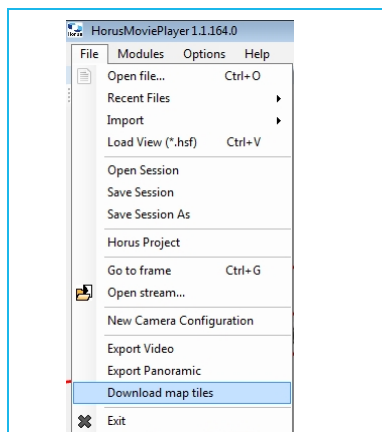 Horus HorusMoviePlayer 1.1.164.0
File Modules Options Help
Open file... Ctrl+O
Recent Files
Import
Load View (*.hsf) Ctrl+V
Open Session
Save Session
Save Session As
Horus Project
Go to frame Ctrl+G
Open stream...
New Camera Configuration
Export Video
Export Panoramic
Download map tiles
Exit